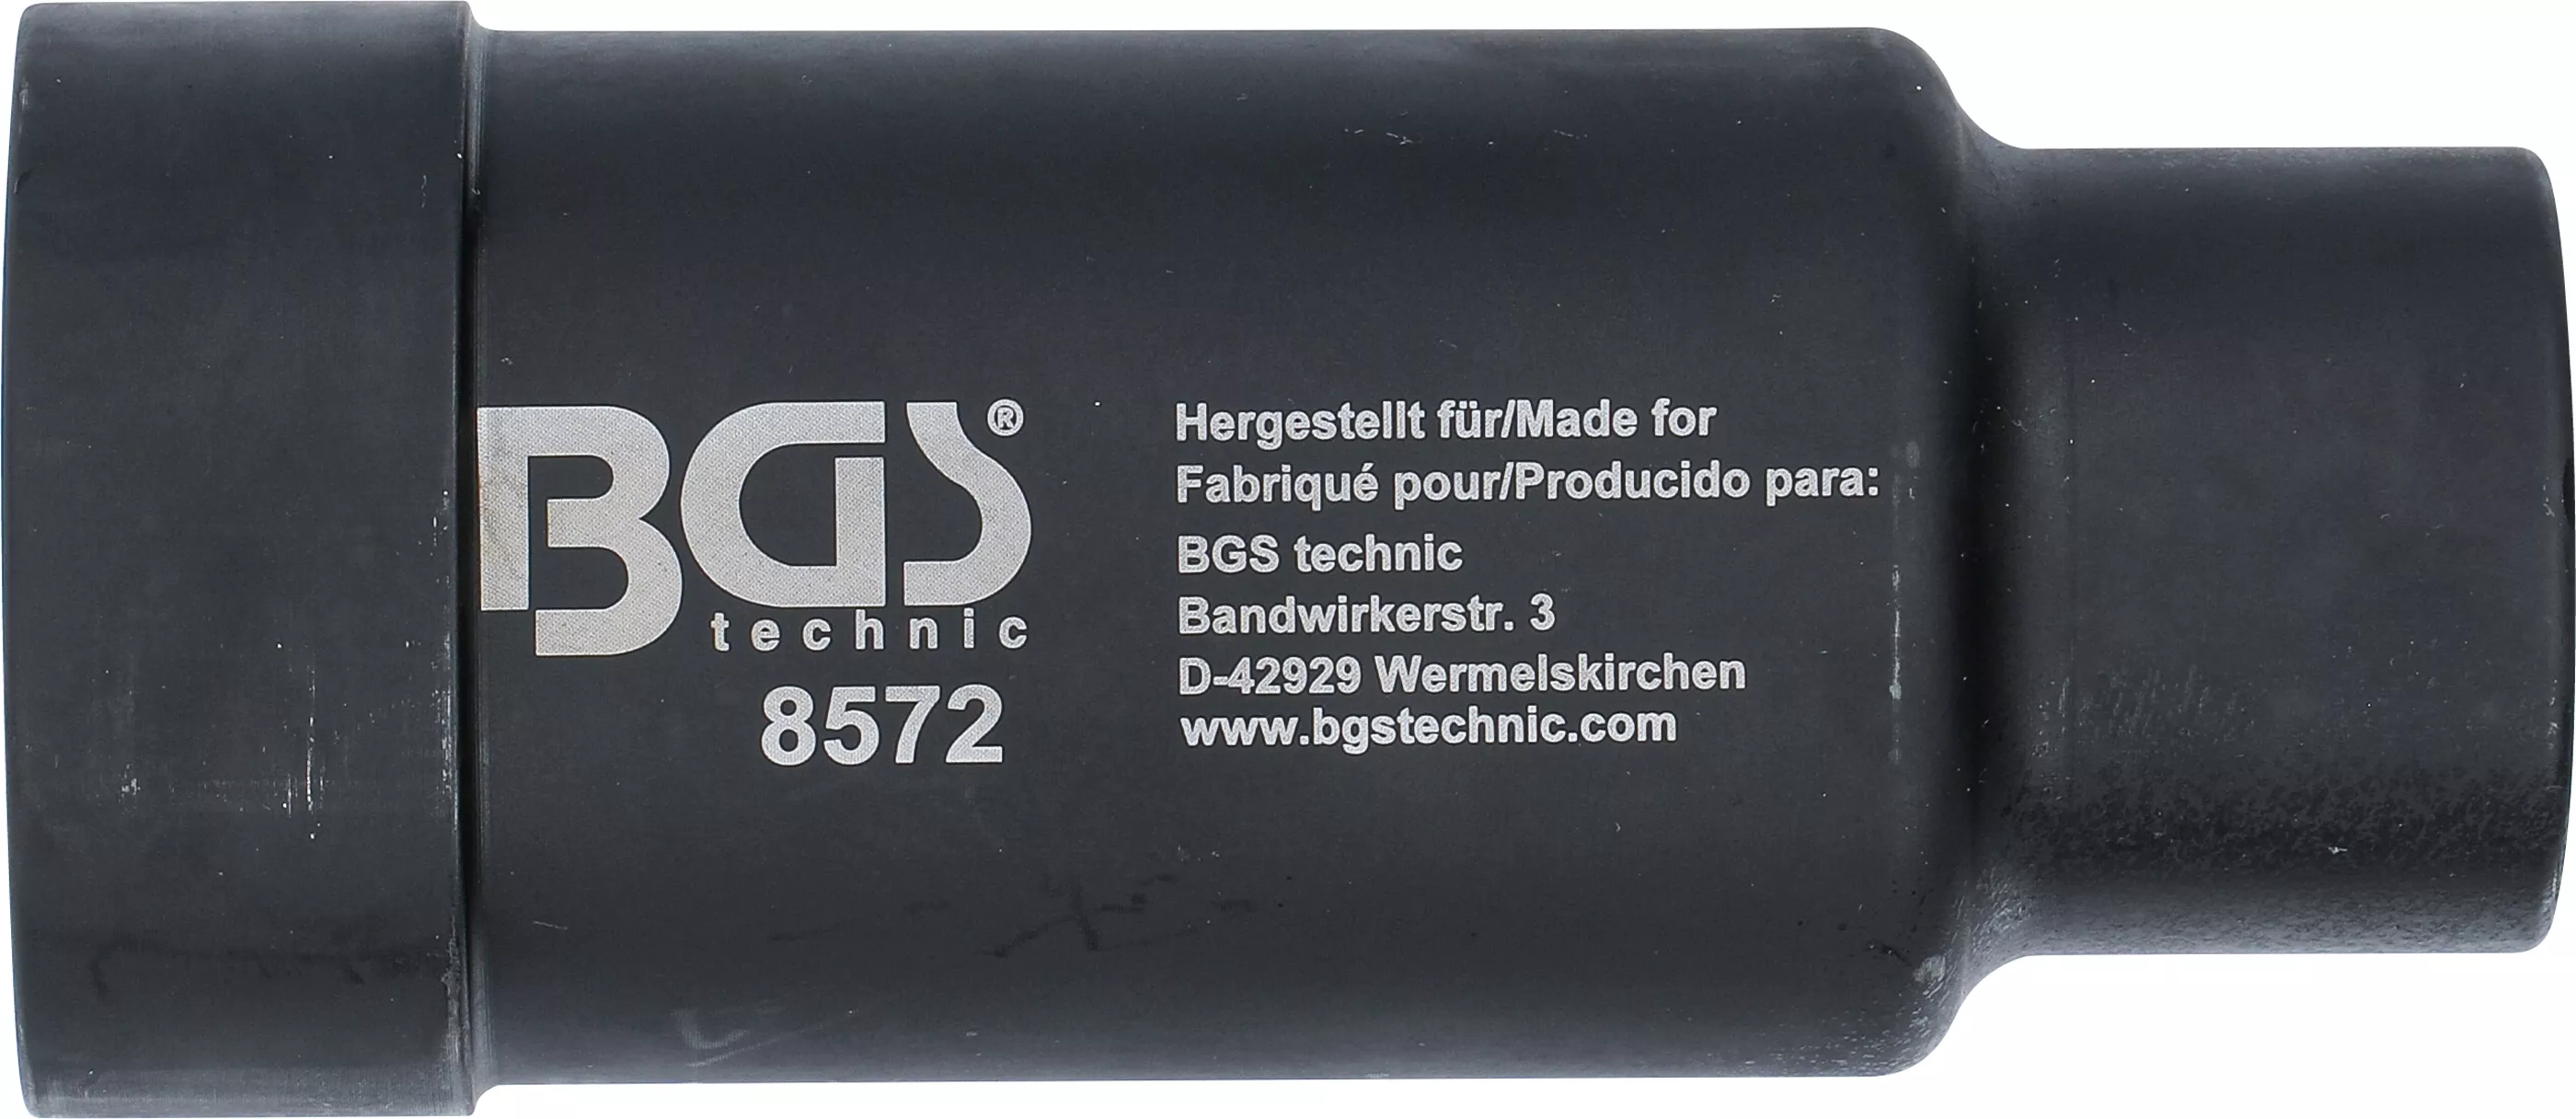 BGS®
technic
8572
Hergestellt für/Made for
Fabriqué pour/Producido para:
BGS technic
Bandwirkerstr. 3
D-42929 Wermelskirchen
www.bgstechnic.com